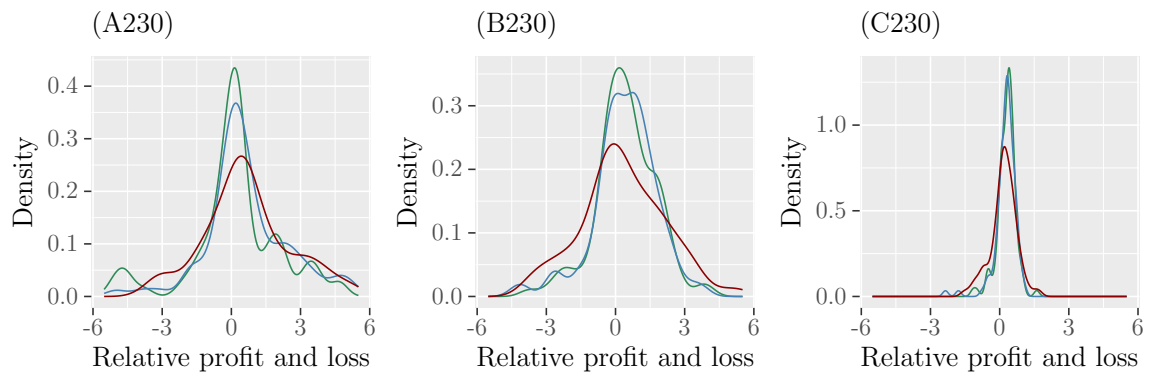 (A230)
(B230)
(C230)
0.4
0.3
0.2
0.1
0.0
Density
-6 -3 0 3 6
Relative profit and loss
0.3
0.2
0.1
0.0
Density
-6 -3 0 3 6
Relative profit and loss
1.0
0.5
0.0
Density
-6 -3 0 3 6
Relative profit and loss